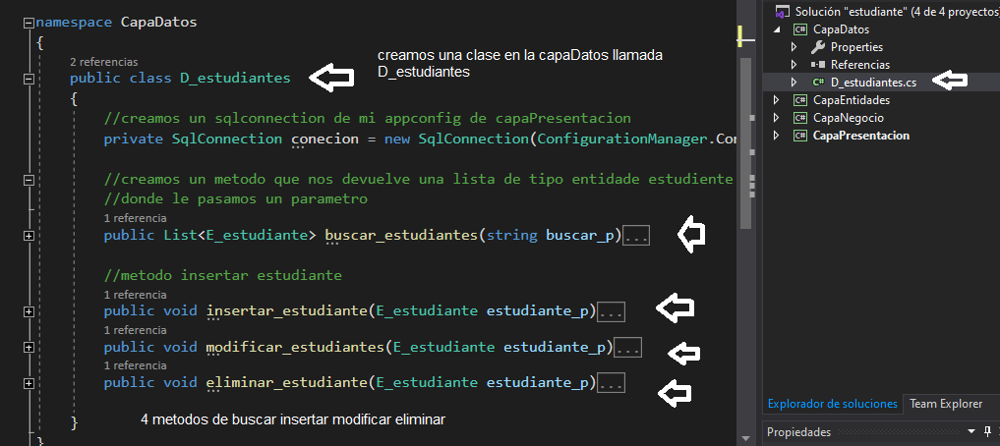 namespace CapaDatos
{
2 referencias
public class D_estudiantes
{
//creamos un sqlconnection de mi appconfig de capaPresentacion
private SqlConnection conecion = new SqlConnection(ConfigurationManager.Con
//creamos un metodo que nos devuelve una lista de tipo entidade estudiente
//donde le pasamos un parametro
1 referencia
public List<E_estudiante> buscar_estudiantes(string buscar_p)...
//metodo insertar estudiante
1 referencia
public void insertar_estudiante(E_estudiante estudiante_p)...
1 referencia
public void modificar_estudiantes(E_estudiante estudiante_p)...
1 referencia
public void eliminar_estudiante(E_estudiante estudiante_p)...
}
}
creamos una clase en la capaDatos llamada
D_estudiantes
4 metodos de buscar insertar modificar eliminar
Solución "estudiante" (4 de 4 proyectos)
CapaDatos
Properties
Referencias
C# D_estudiantes.cs
C# CapaEntidades
C# CapaNegocio
C# CapaPresentacion
Explorador de soluciones Team Explorer
Propiedades